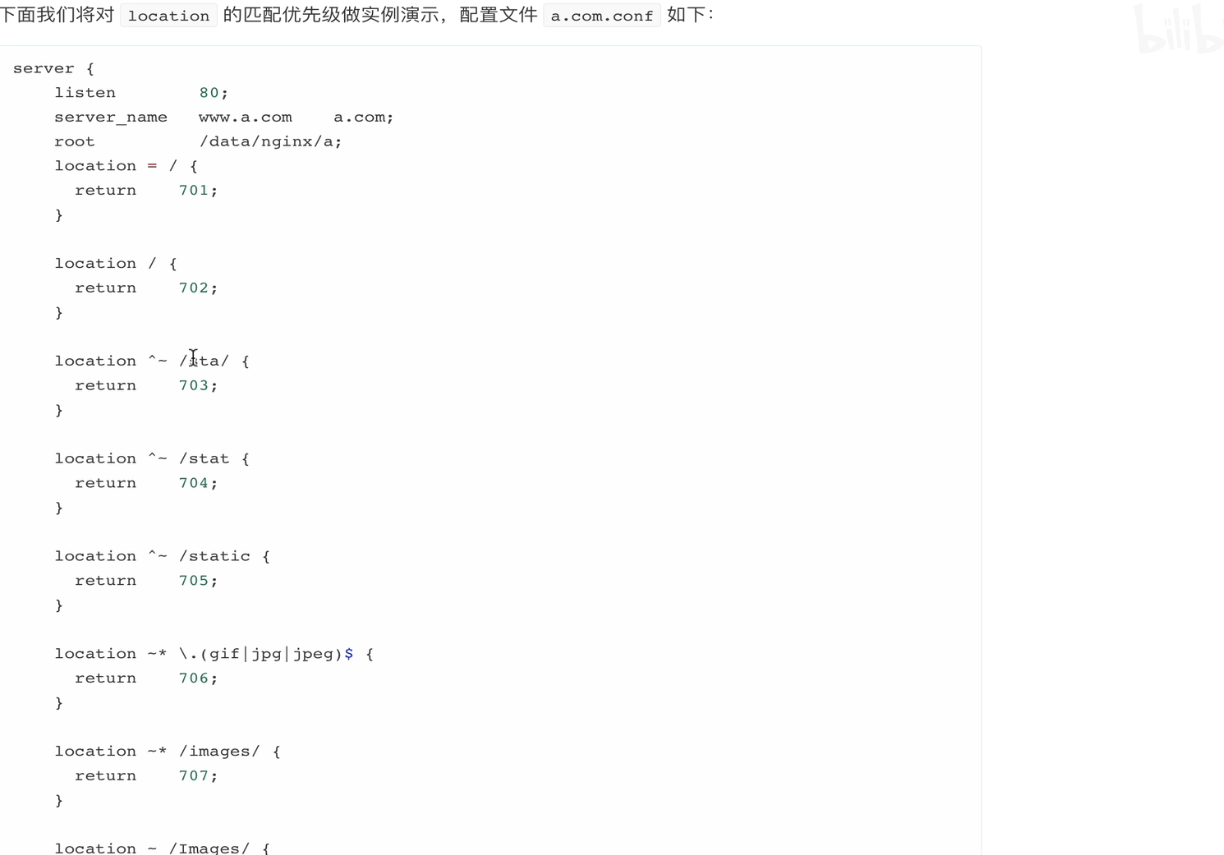 下面我们将对 location 的匹配优先级做实例演示，配置文件 a.com.conf 如下：
bilibi
server {
    listen        80;
    server_name   www.a.com    a.com;
    root          /data/nginx/a;
    location = / {
      return    701;
    }
    location / {
      return    702;
    }
    location ^~ /sta/ {
      return    703;
    }
    location ^~ /stat {
      return    704;
    }
    location ^~ /static {
      return    705;
    }
    location ~* \.(gif|jpg|jpeg)$ {
      return    706;
    }
    location ~* /images/ {
      return    707;
    }
    location ~ /Images/ {